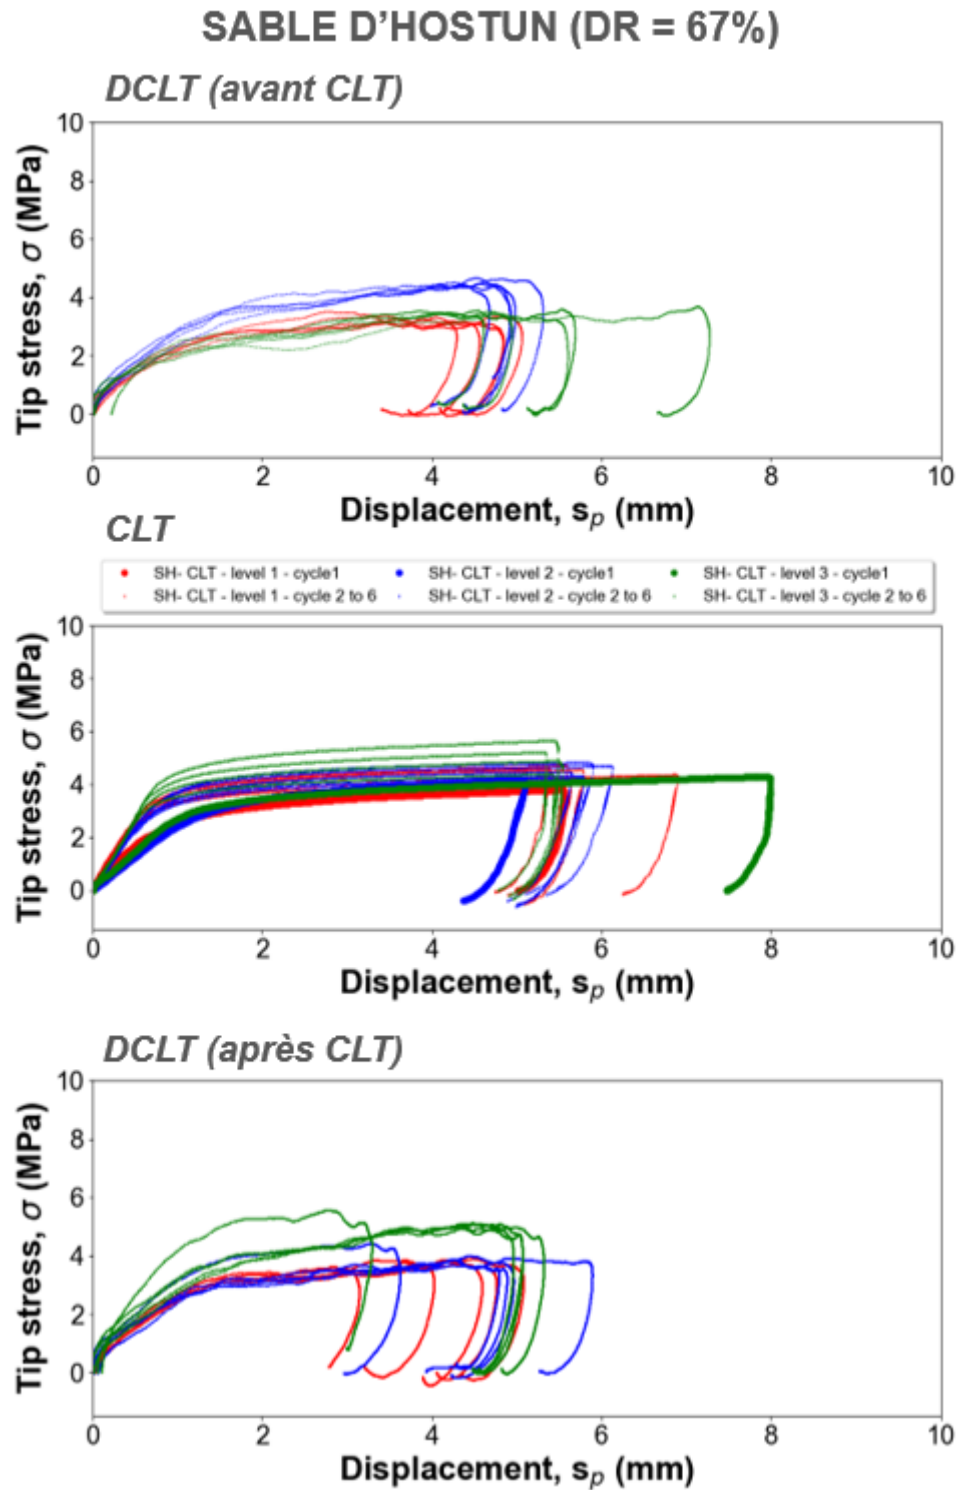 SABLE D'HOSTUN (DR = 67%)
DCLT (avant CLT)
10
8
6
4
2
0
Tip stress, σ (MPa)
0 2 4 6 8 10
Displacement, sₚ (mm)
CLT
SH- CLT - level 1 - cycle1 SH- CLT - level 2 - cycle1 SH- CLT - level 3 - cycle1
SH- CLT - level 1 - cycle 2 to 6 SH- CLT - level 2 - cycle 2 to 6 SH- CLT - level 3 - cycle 2 to 6
10
8
6
4
2
0
Tip stress, σ (MPa)
0 2 4 6 8 10
Displacement, sₚ (mm)
DCLT (après CLT)
10
8
6
4
2
0
Tip stress, σ (MPa)
0 2 4 6 8 10
Displacement, sₚ (mm)